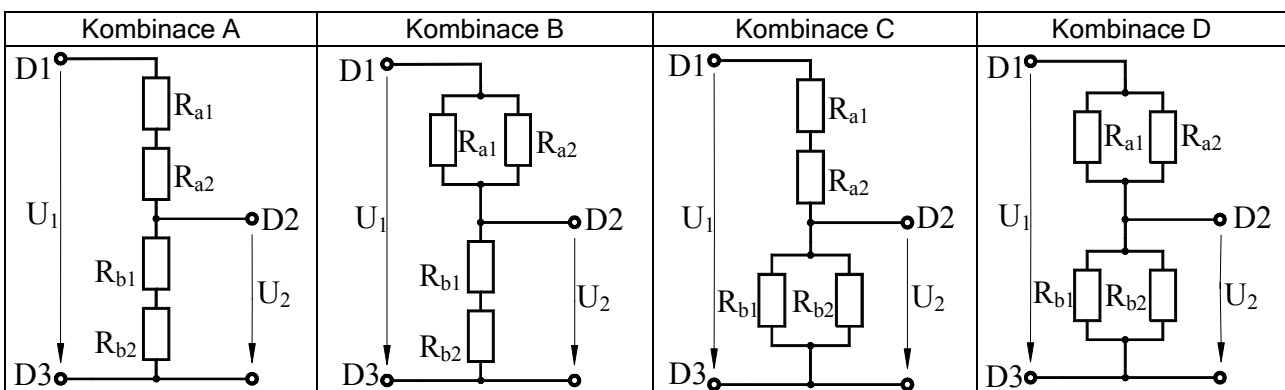 Kombinace A
D1
Ra1
Ra2
U1
D2
Rb1
U2
Rb2
D3
Kombinace B
D1
Ra1 Ra2
U1
D2
Rb1
U2
Rb2
D3
Kombinace C
D1
Ra1
Ra2
U1
D2
Rb1 Rb2
U2
D3
Kombinace D
D1
Ra1 Ra2
U1
D2
Rb1 Rb2
U2
D3